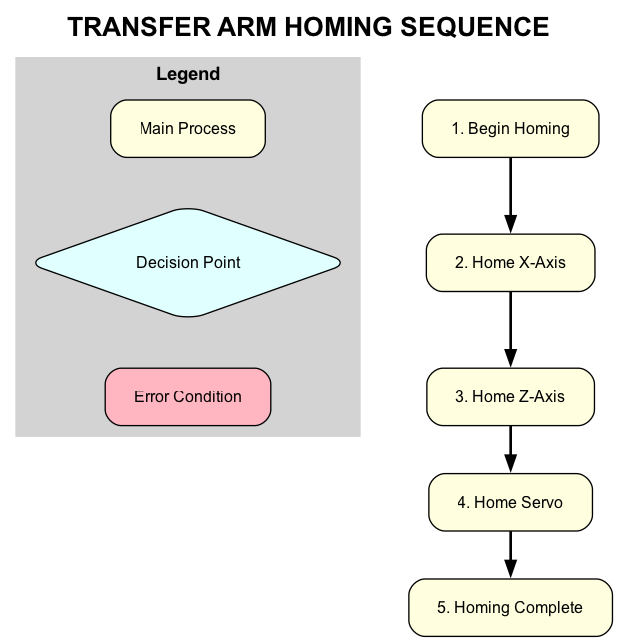 TRANSFER ARM HOMING SEQUENCE
Legend
Main Process
Decision Point
Error Condition
1. Begin Homing
2. Home X-Axis
3. Home Z-Axis
4. Home Servo
5. Homing Complete